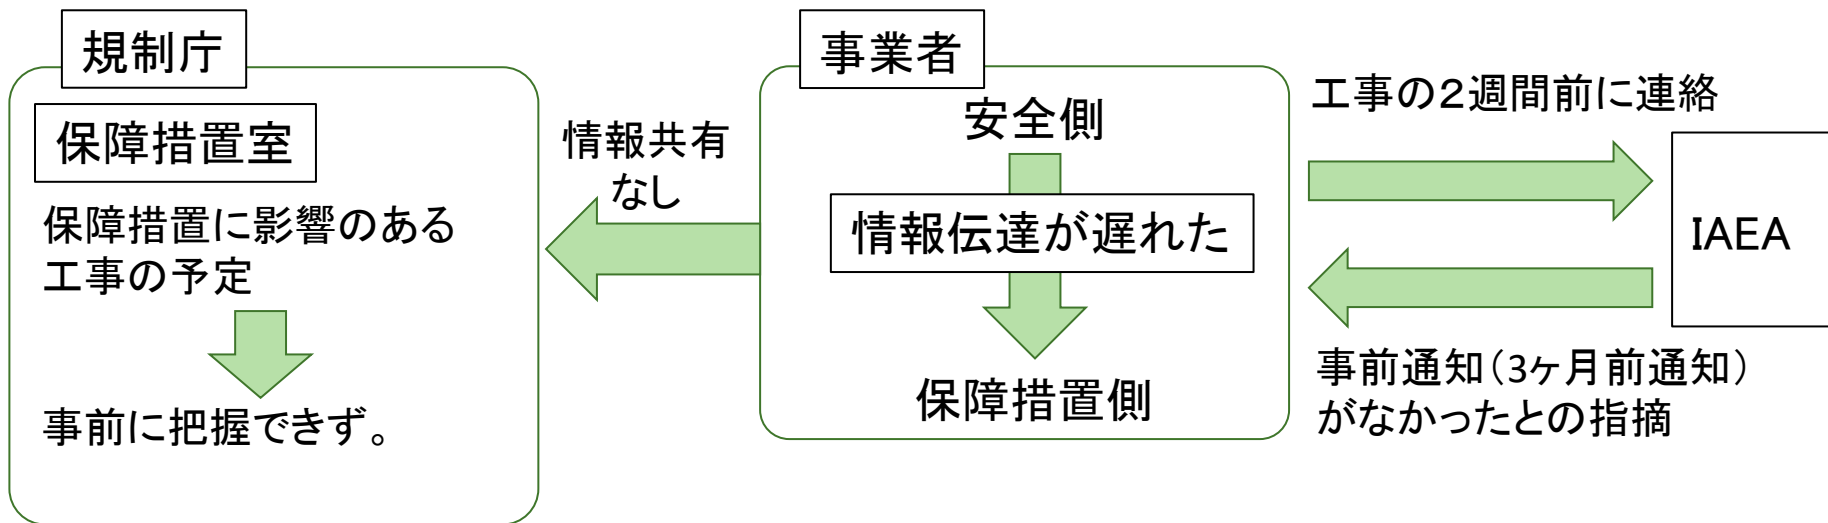 規制庁
保障措置室
保障措置に影響のある
工事の予定
事前に把握できず。
情報共有
なし
事業者
安全側
情報伝達が遅れた
保障措置側
工事の２週間前に連絡
IAEA
事前通知（3ヶ月前通知）
がなかったとの指摘